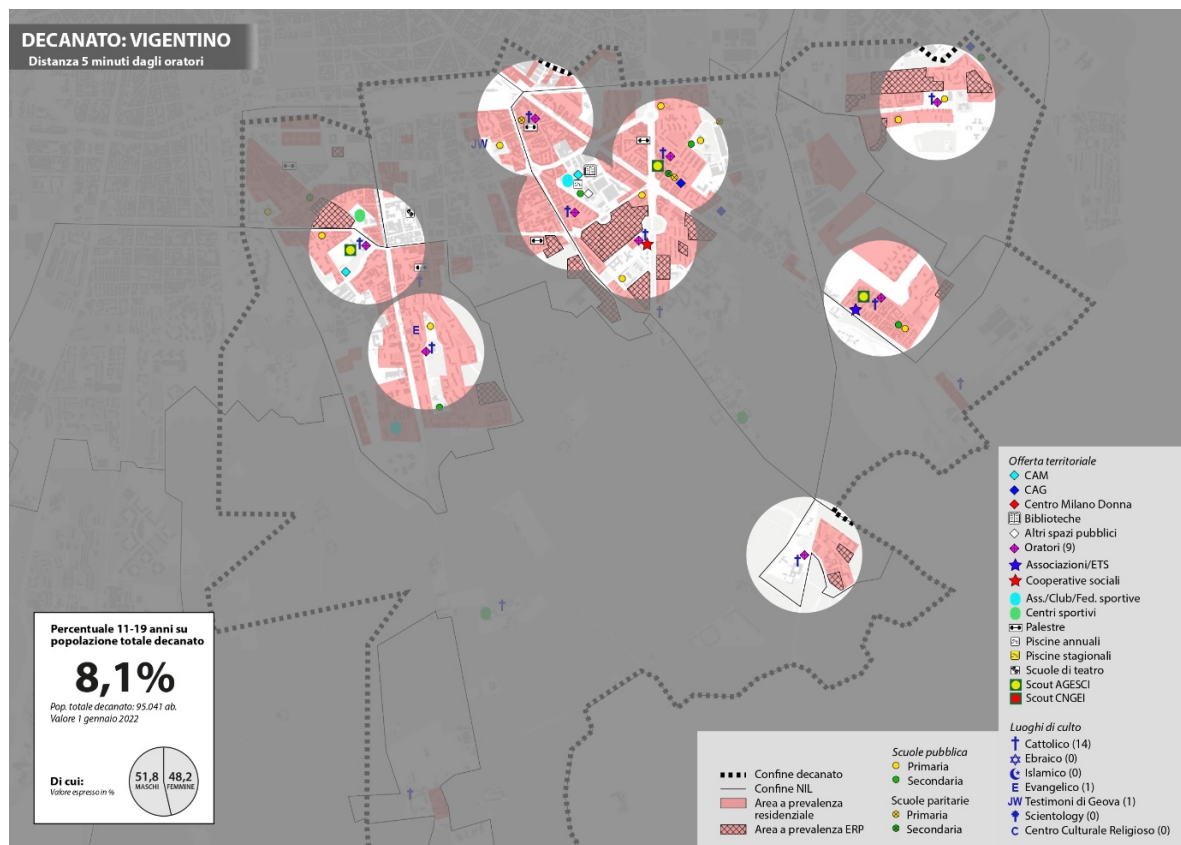 DECANATO: VIGENTINO
Distanza 5 minuti dagli oratori
JW
E
Percentuale 11-19 anni su
popolazione totale decanato
8,1%
Pop. totale decanato: 95.041 ab.
Valore 1 gennaio 2022
Di cui:
Valore espresso in %
51,8
MASCHI
48,2
FEMMINE
Confine decanato
Confine NIL
Area a prevalenza
residenziale
Area a prevalenza ERP
Scuole pubblica
Primaria
Secondaria
Scuole paritarie
Primaria
Secondaria
Offerta territoriale
CAM
CAG
Centro Milano Donna
Biblioteche
Altri spazi pubblici
Oratori (9)
Associazioni/ETS
Cooperative sociali
Ass./Club/Fed. sportive
Centri sportivi
Palestre
Piscine annuali
Piscine stagionali
Scuole di teatro
Scout AGESCI
Scout CNGEI
Luoghi di culto
Cattolico (14)
Ebraico (0)
Islamico (0)
E Evangelico (1)
JW Testimoni di Geova (1)
Scientology (0)
C Centro Culturale Religioso (0)